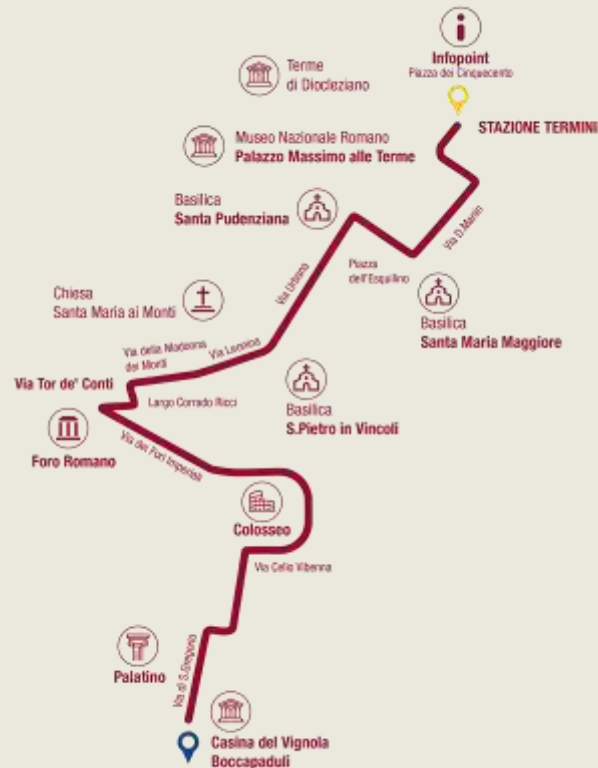 Infopoint
Piazza dei Cinquecento
Terme
di Diocleziano
STAZIONE TERMINI
Museo Nazionale Romano
Palazzo Massimo alle Terme
Basilica
Santa Pudenziana
Via D.Manin
Piazza
dell'Esquilino
Via Urbana
Basilica
Santa Maria Maggiore
Chiesa
Santa Maria ai Monti
Via della Madonna
dei Monti
Via Leonina
Via Tor de' Conti
Largo Corrado Ricci
Basilica
S.Pietro in Vincoli
Foro Romano
Via dei Fori Imperiali
Colosseo
Via Celio Vibenna
Palatino
Via di S.Gregorio
Casina del Vignola
Boccapaduli